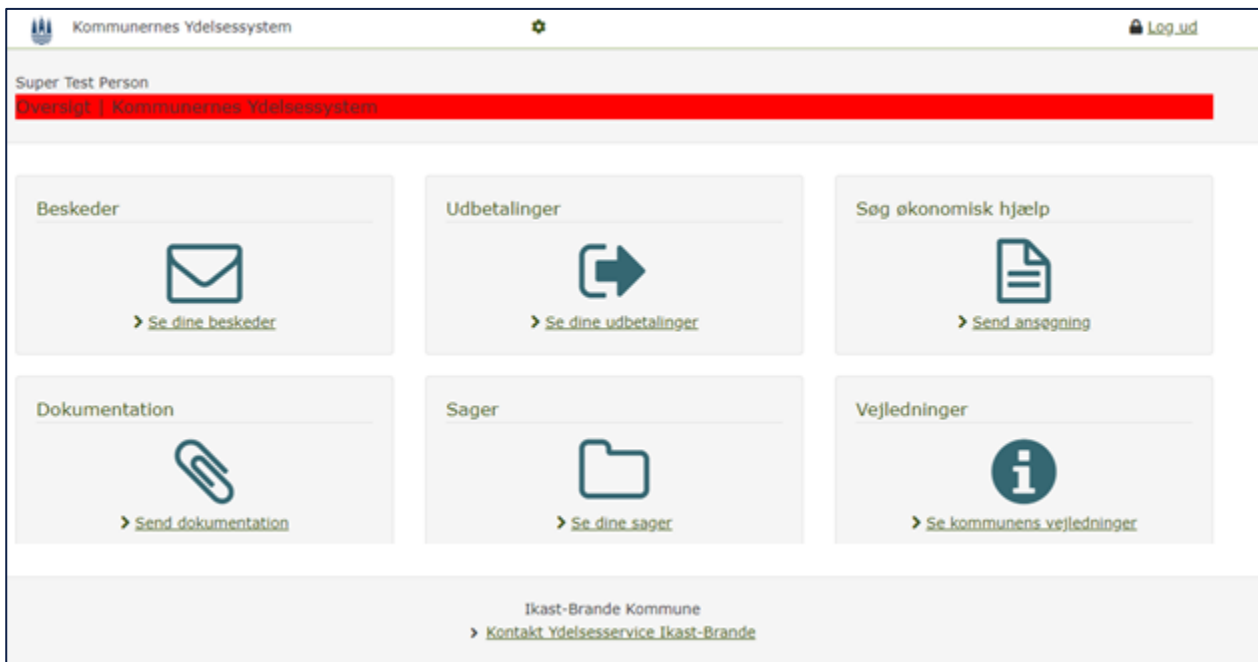 Kommunernes Ydelsessystem
Log ud
Super Test Person
Oversigt | Kommunernes Ydelsessystem
Beskeder
Udbetalinger
Søg økonomisk hjælp
Se dine beskeder
Se dine udbetalinger
Send ansøgning
Dokumentation
Sager
Vejledninger
Send dokumentation
Se dine sager
Se kommunens vejledninger
Ikast-Brande Kommune
Kontakt Ydelsesservice Ikast-Brande